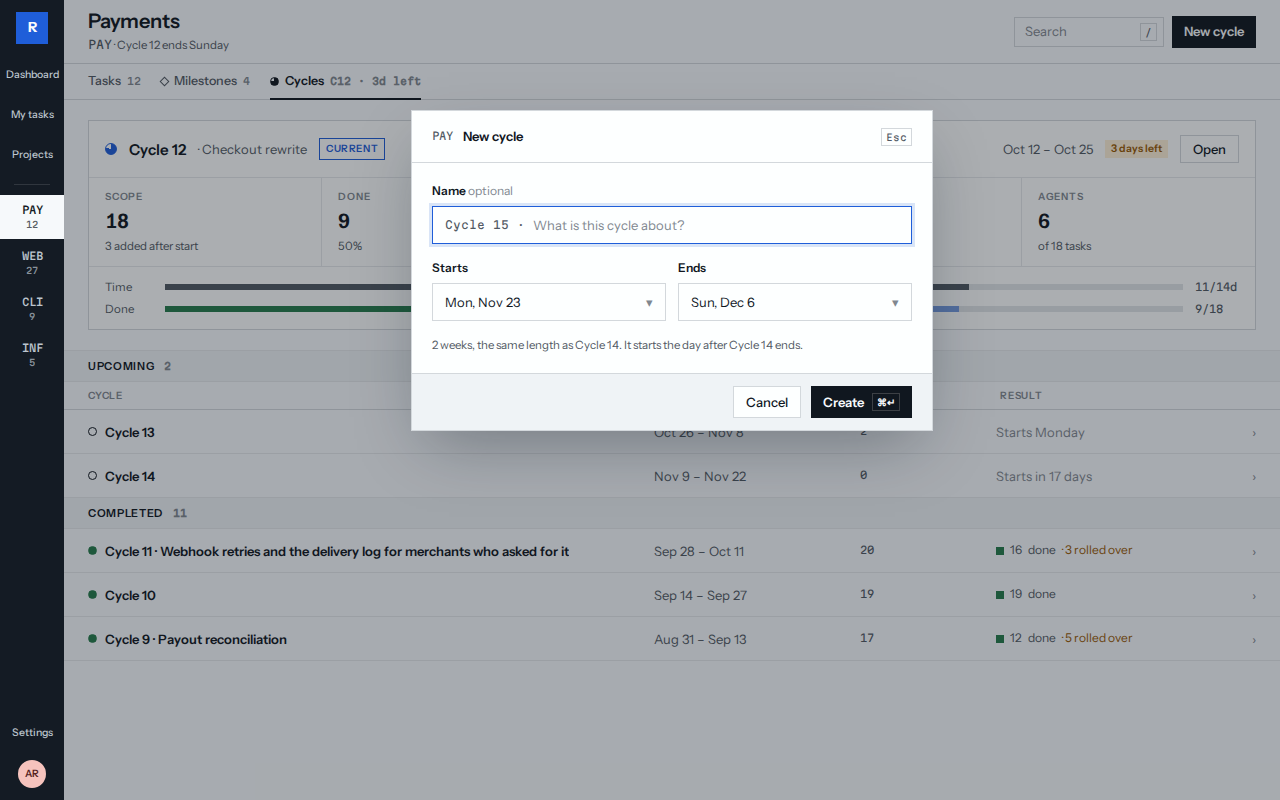 R
Dashboard
My tasks
Projects
PAY
12
WEB
27
CLI
9
INF
5
Settings
AR
Payments
PAY · Cycle 12 ends Sunday
Search /
New cycle
Tasks 12
Milestones 4
Cycles C12 · 3d left
Cycle 12 · Checkout rewrite CURRENT
Oct 12 – Oct 25 3 days left Open
SCOPE
18
3 added after start
DONE
9
50%
AGENTS
6
of 18 tasks
Time 11/14d
Done 9/18
PAY New cycle Esc
Name optional
Cycle 15 · What is this cycle about?
Starts
Mon, Nov 23 ▾
Ends
Sun, Dec 6 ▾
2 weeks, the same length as Cycle 14. It starts the day after Cycle 14 ends.
Cancel
Create ⌘↵
UPCOMING 2
CYCLE RESULT
Cycle 13 Oct 26 – Nov 8 2 Starts Monday ›
Cycle 14 Nov 9 – Nov 22 0 Starts in 17 days ›
COMPLETED 11
Cycle 11 · Webhook retries and the delivery log for merchants who asked for it Sep 28 – Oct 11 20 16 done · 3 rolled over ›
Cycle 10 Sep 14 – Sep 27 19 19 done ›
Cycle 9 · Payout reconciliation Aug 31 – Sep 13 17 12 done · 5 rolled over ›